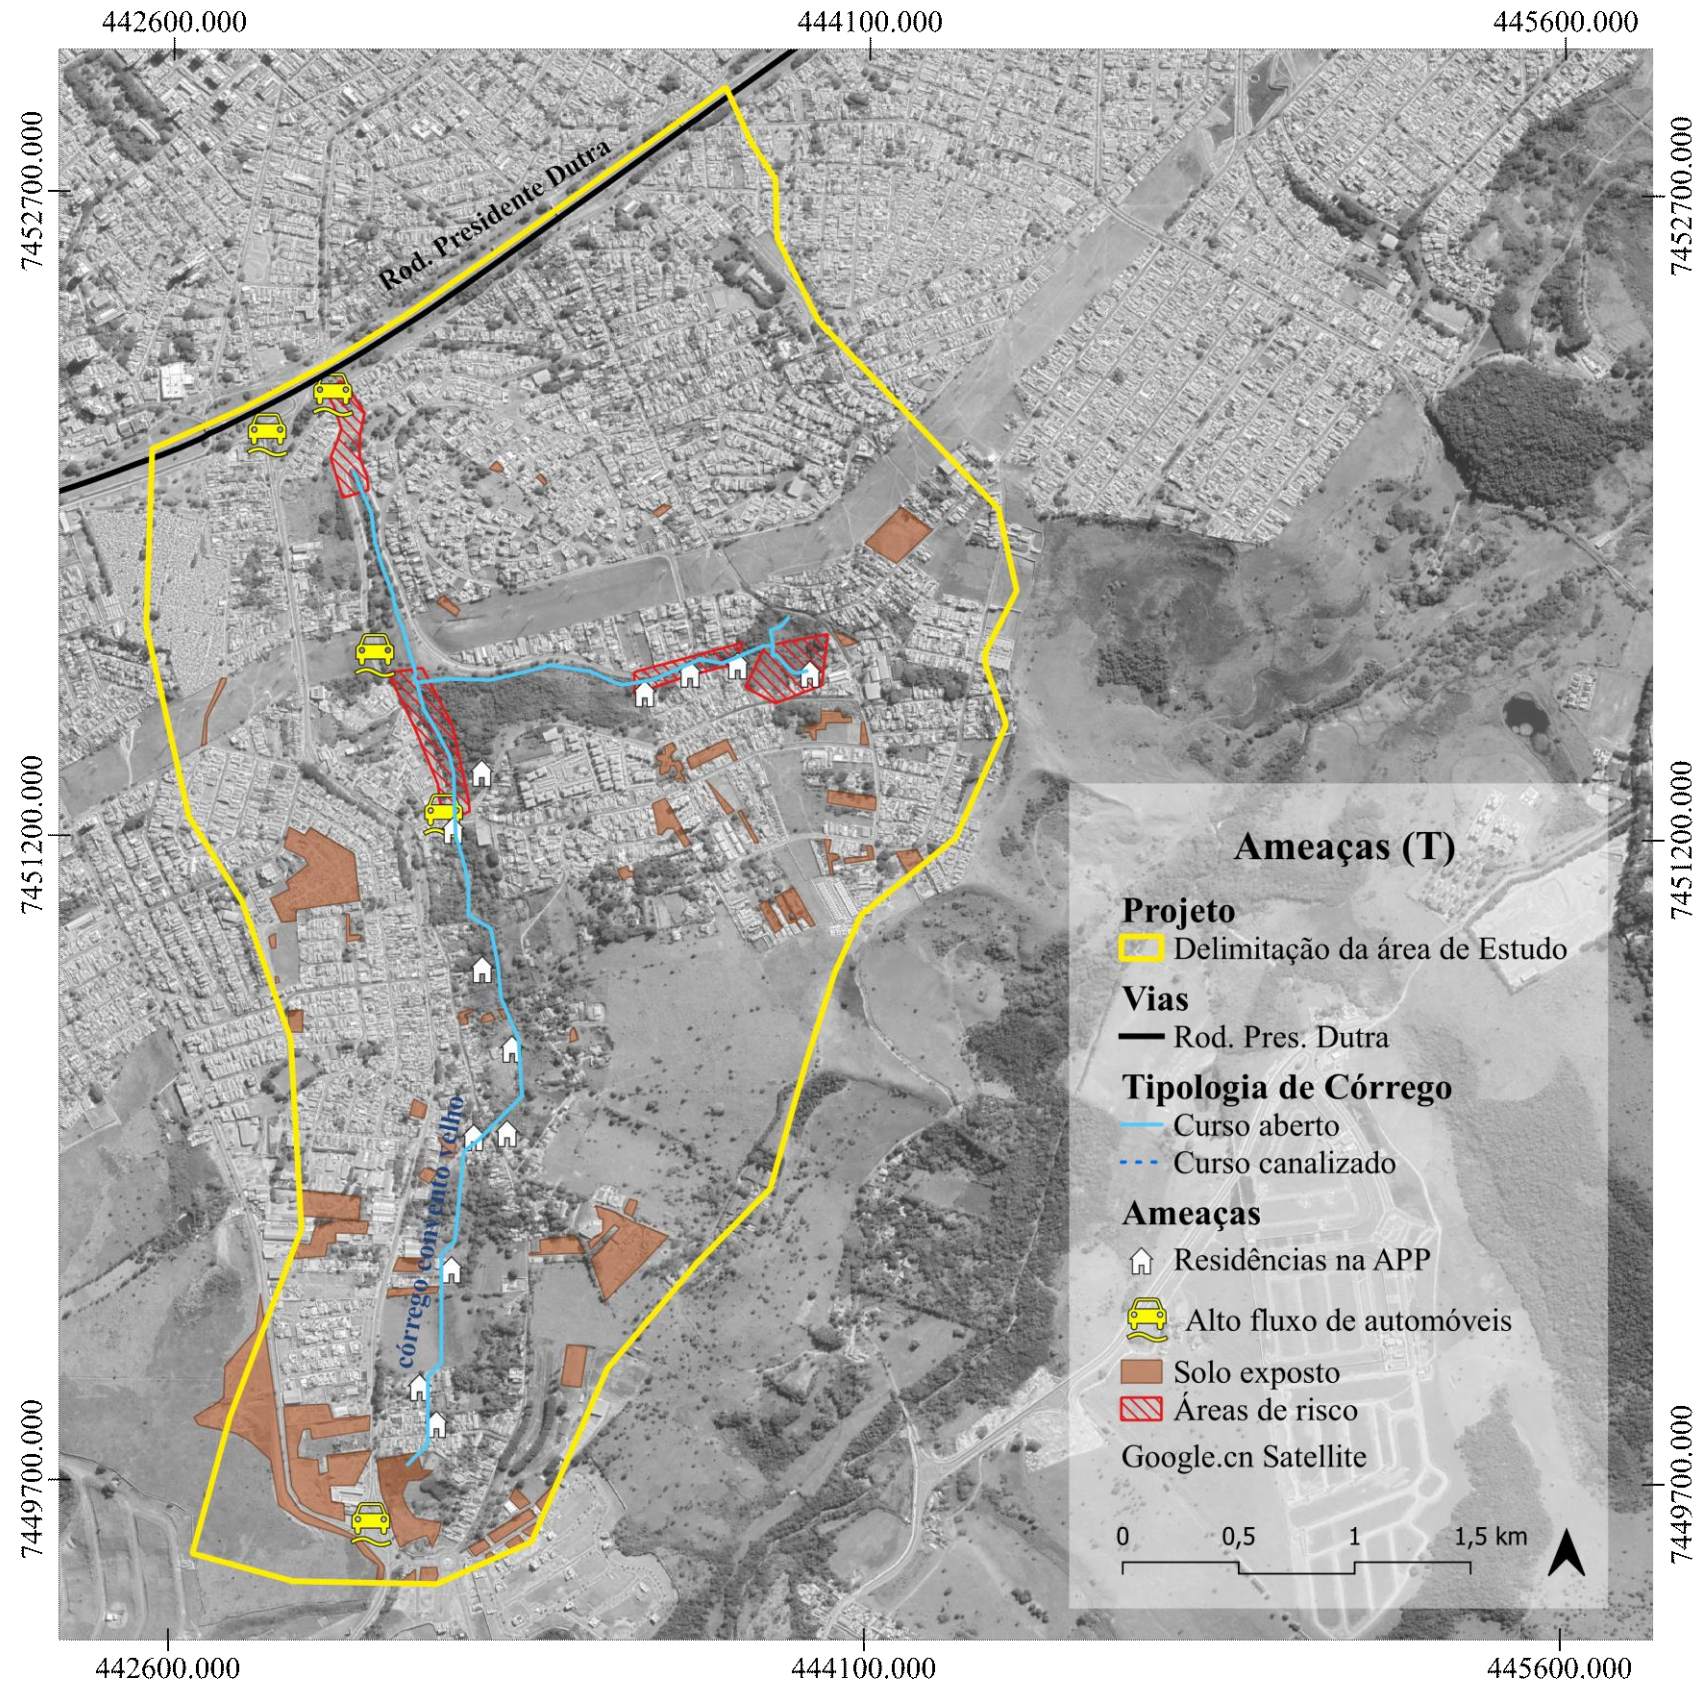 442600.000
444100.000
445600.000
7452700.000
7452700.000
Rod. Presidente Dutra
7451200.000
7451200.000
Ameaças (T)
Projeto
Delimitação da área de Estudo
Vias
Rod. Pres. Dutra
Tipologia de Córrego
Curso aberto
Curso canalizado
Ameaças
Residências na APP
Alto fluxo de automóveis
Solo exposto
Áreas de risco
Google.cn Satellite
0 0,5 1 1,5 km
córrego convento velho
7449700.000
7449700.000
442600.000
444100.000
445600.000